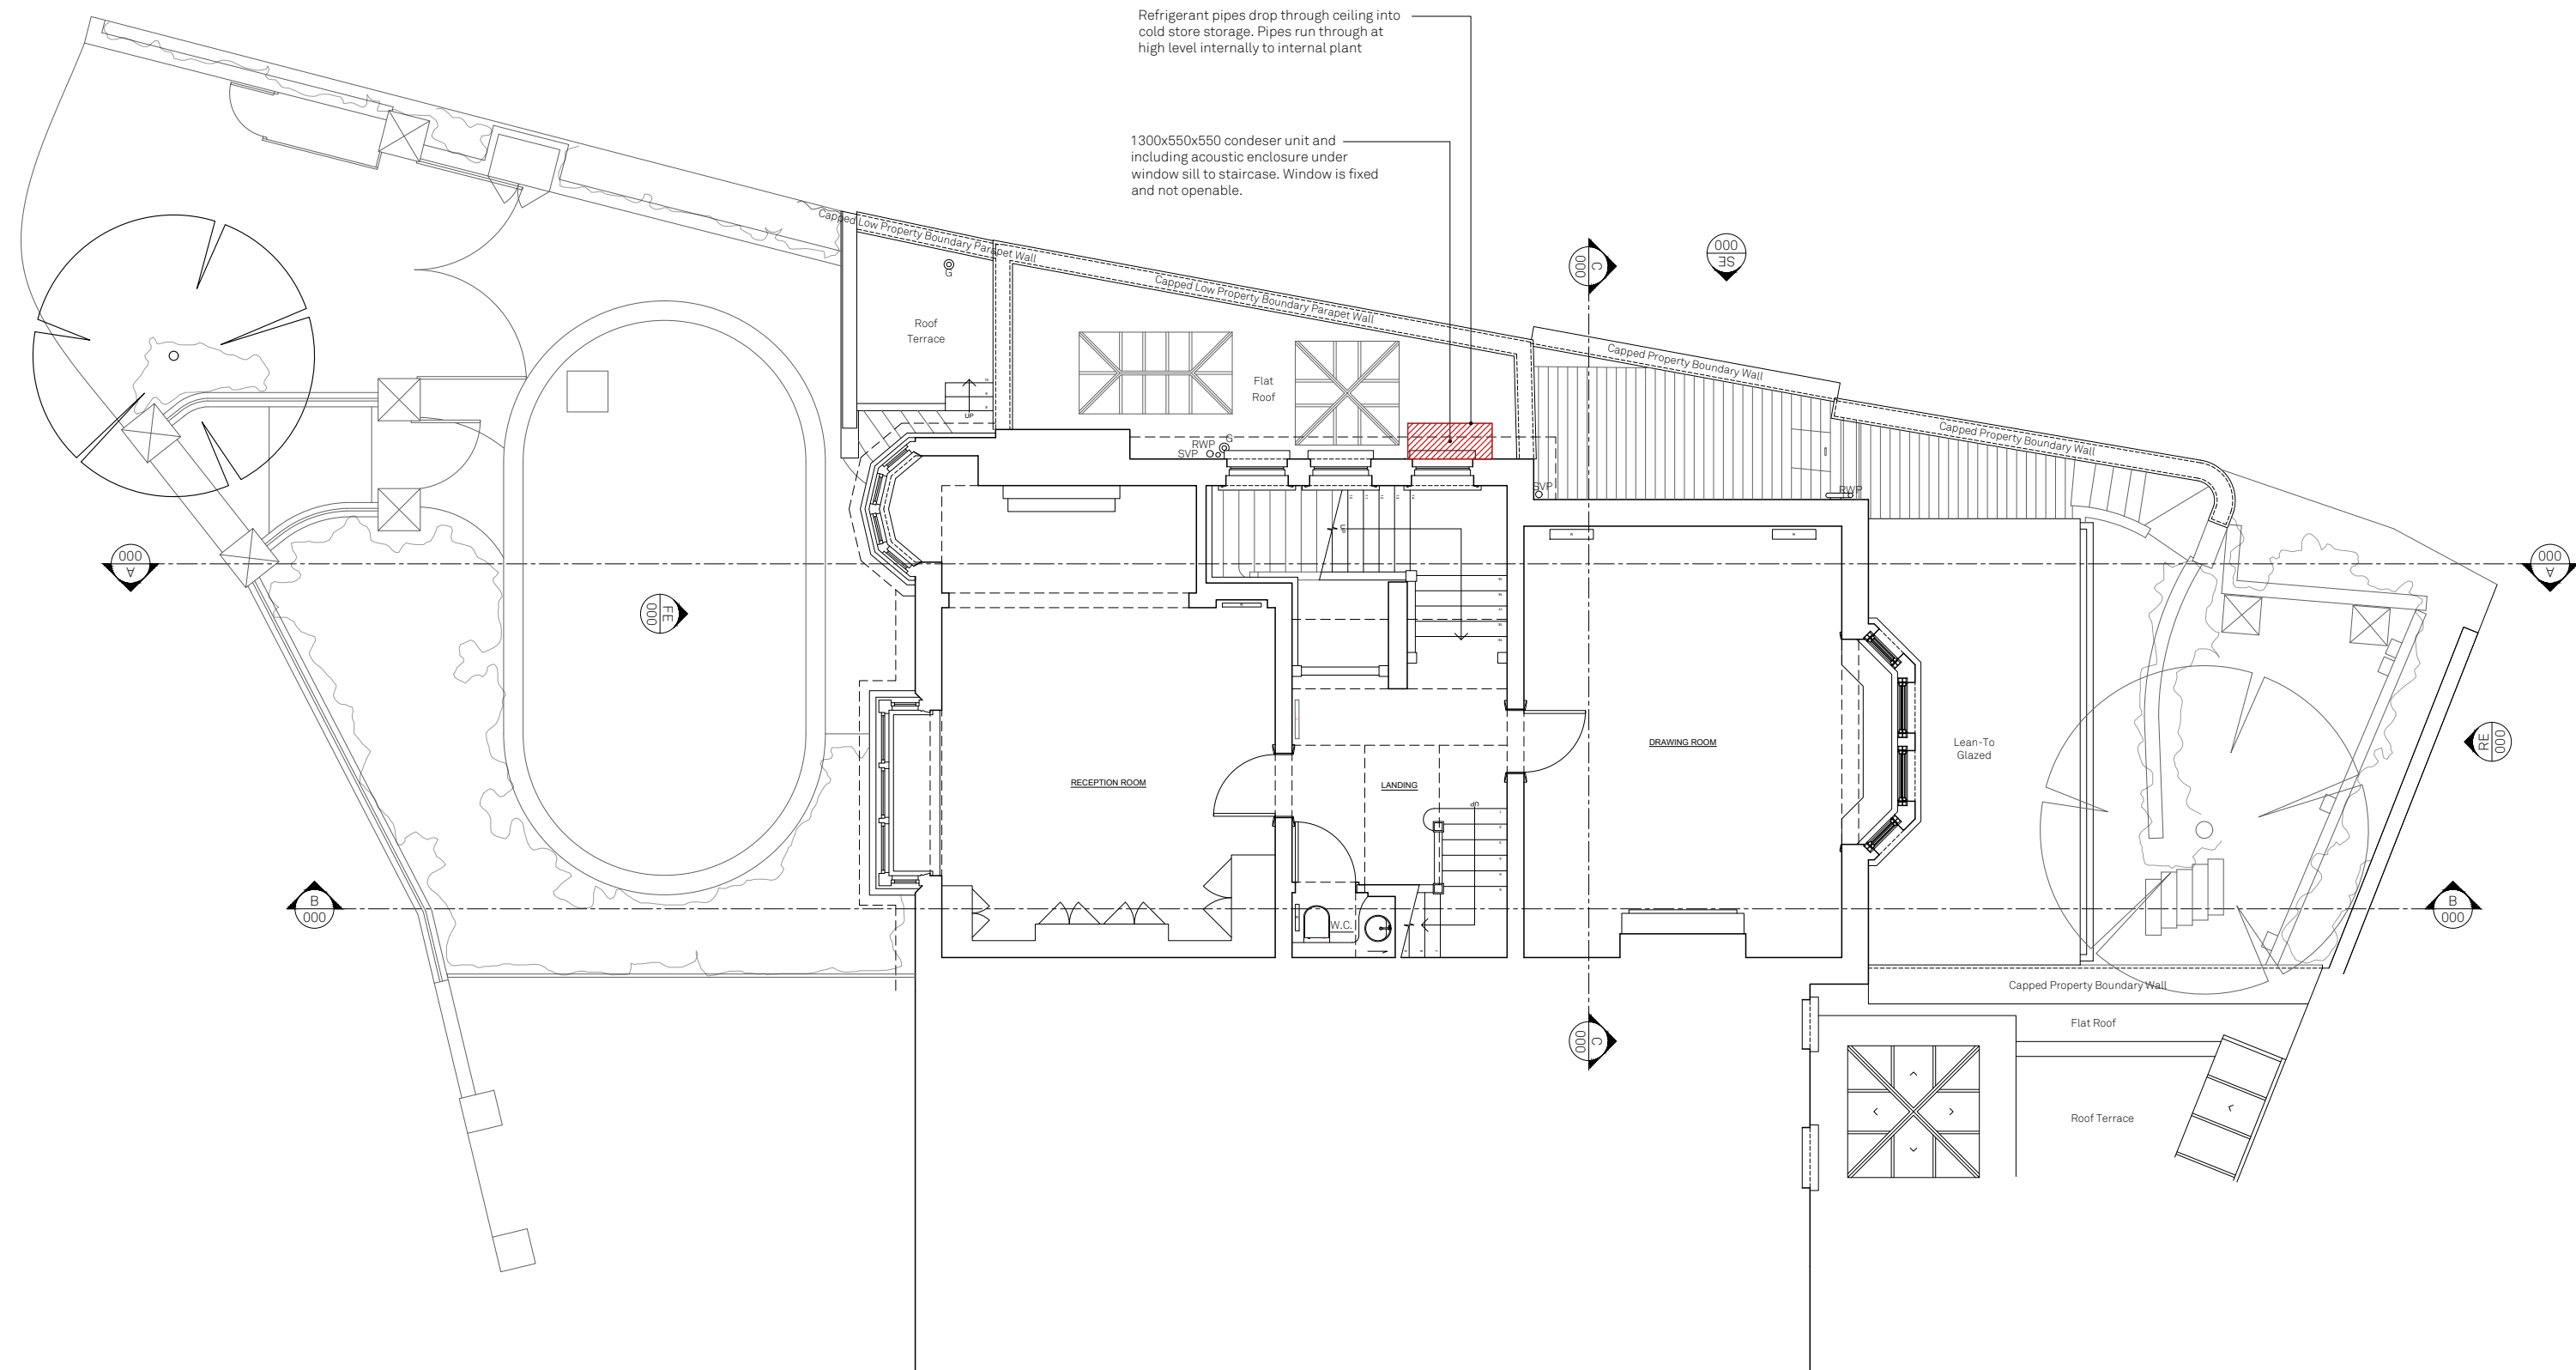 Refrigerant pipes drop through ceiling into
cold store storage. Pipes run through at
high level internally to internal plant
1300x550x550 condeser unit and
including acoustic enclosure under
window sill to staircase. Window is fixed
and not openable.
Capped Low Property Boundary Parapet Wall
Capped Low Property Boundary Parapet Wall
C
000
000
SE
G
Roof
Terrace
UP
Flat
Roof
Capped Property Boundary Wall
Capped Property Boundary Wall
G
RWP
SVP
SVP
RWP
UP
000
A
000
A
FE
000
RECEPTION ROOM
LANDING
DRAWING ROOM
Lean-To
Glazed
RE
000
UP
W.C.
B
000
B
000
Capped Property Boundary Wall
Flat Roof
C
000
Roof Terrace